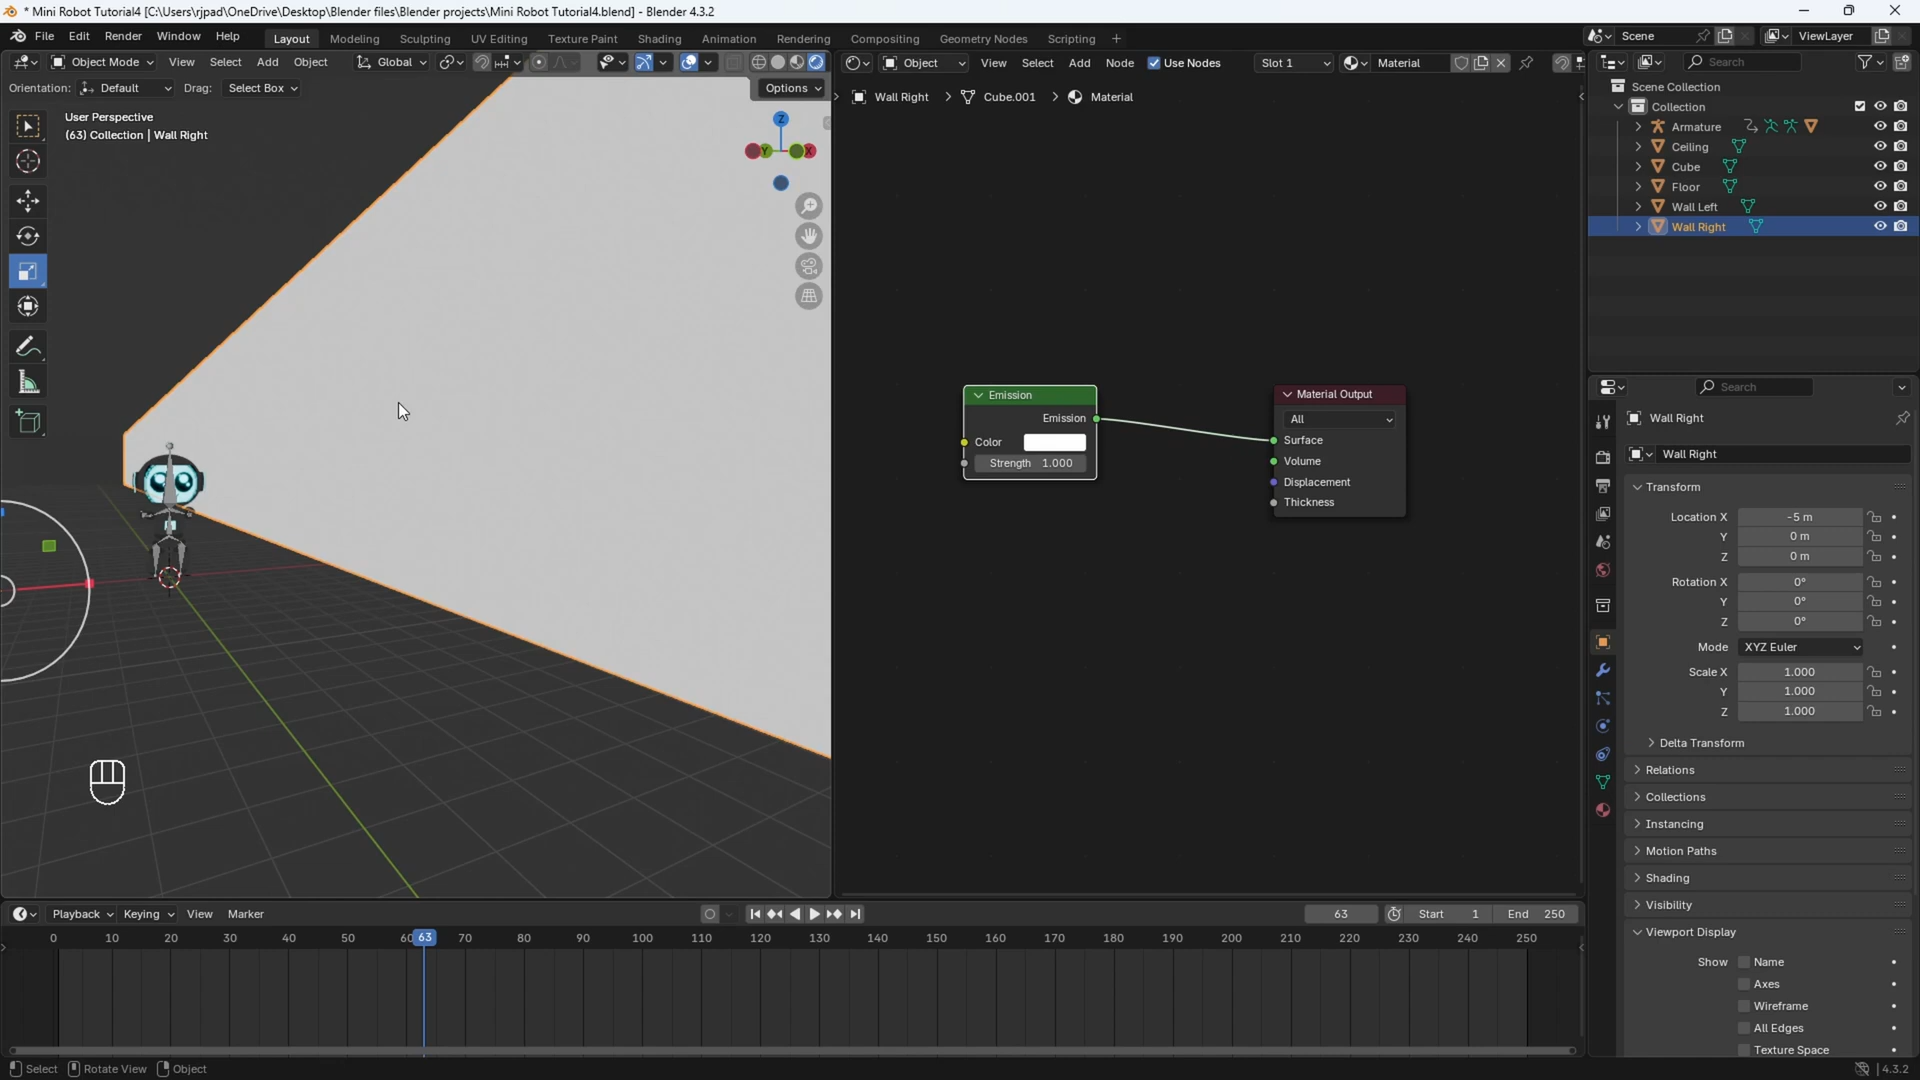 * Mini Robot Tutorial4 [C:\Users\rjpad\OneDrive\Desktop\Blender files\Blender projects\Mini Robot Tutorial4.blend] - Blender 4.3.2
File Edit Render Window Help Layout Modeling Sculpting UV Editing Texture Paint Shading Animation Rendering Compositing Geometry Nodes Scripting + Scene ViewLayer
Object Mode View Select Add Object Global Object View Select Add Node Use Nodes Slot 1 Material Search
Orientation: Default Drag: Select Box Options
Wall Right > Cube.001 > Material
User Perspective
(63) Collection | Wall Right
Z
Y
X
Scene Collection
Collection
Armature
Ceiling
Cube
Floor
Wall Left
Wall Right
Emission
Emission
Color
Strength 1.000
Material Output
All
Surface
Volume
Displacement
Thickness
Search
Wall Right
Wall Right
Transform
Location X -5 m
Y 0 m
Z 0 m
Rotation X 0°
Y 0°
Z 0°
Mode XYZ Euler
Scale X 1.000
Y 1.000
Z 1.000
Delta Transform
Relations
Collections
Instancing
Motion Paths
Shading
Visibility
Viewport Display
Show Name
Axes
Wireframe
All Edges
Texture Space
Playback Keying View Marker 63 Start 1 End 250
0 10 20 30 40 50 60 63 70 80 90 100 110 120 130 140 150 160 170 180 190 200 210 220 230 240 250
Select Rotate View Object 4.3.2